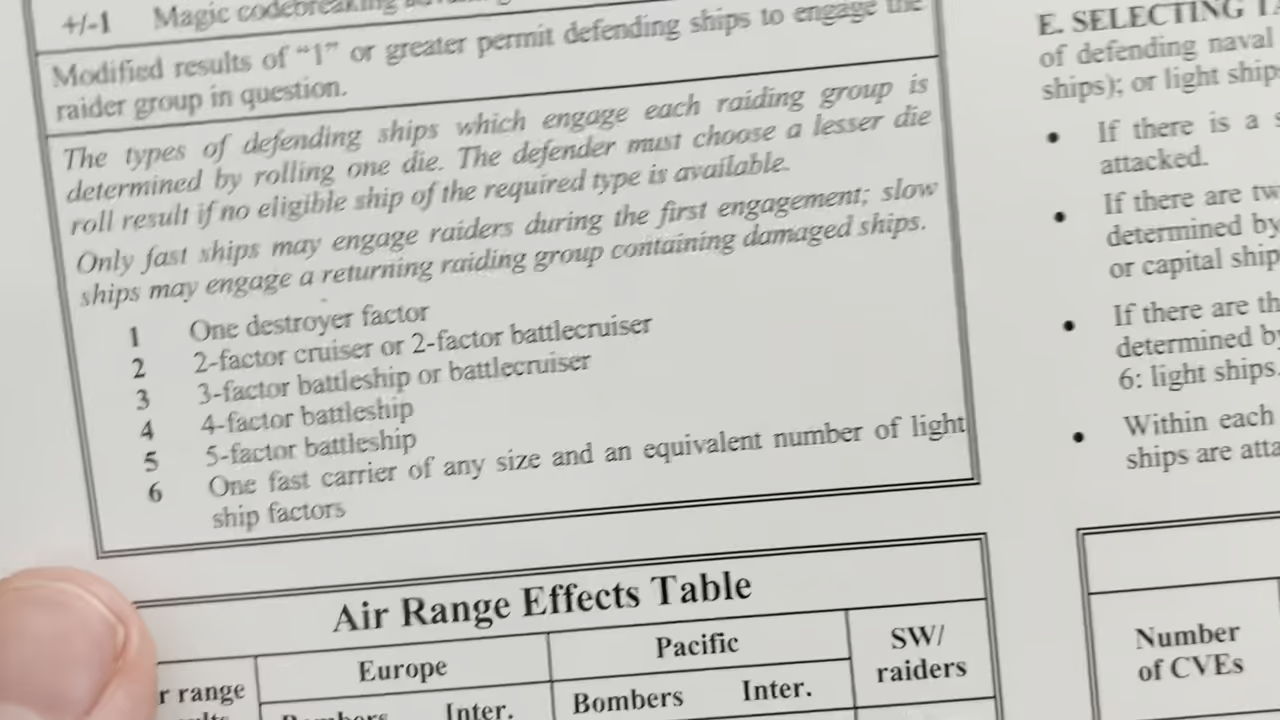 +/-1 Magic codebreaking
Modified results of “1” or greater permit defending ships to engage the
raider group in question.
The types of defending ships which engage each raiding group is
determined by rolling one die. The defender must choose a lesser die
roll result if no eligible ship of the required type is available.
Only fast ships may engage raiders during the first engagement; slow
ships may engage a returning raiding group containing damaged ships.
1 One destroyer factor
2 2-factor cruiser or 2-factor battlecruiser
3 3-factor battleship or battlecruiser
4 4-factor battleship
5 5-factor battleship
6 One fast carrier of any size and an equivalent number of light
ship factors
Air Range Effects Table
r range
Europe
Pacific
SW/
raiders
Bombers Inter.
Bombers Inter.
E. SELECTING
of defending naval
ships); or light ship
• If there is a s
attacked.
• If there are tw
determined by
or capital ship
• If there are th
determined by
6: light ships.
• Within each
ships are atta
Number
of CVEs